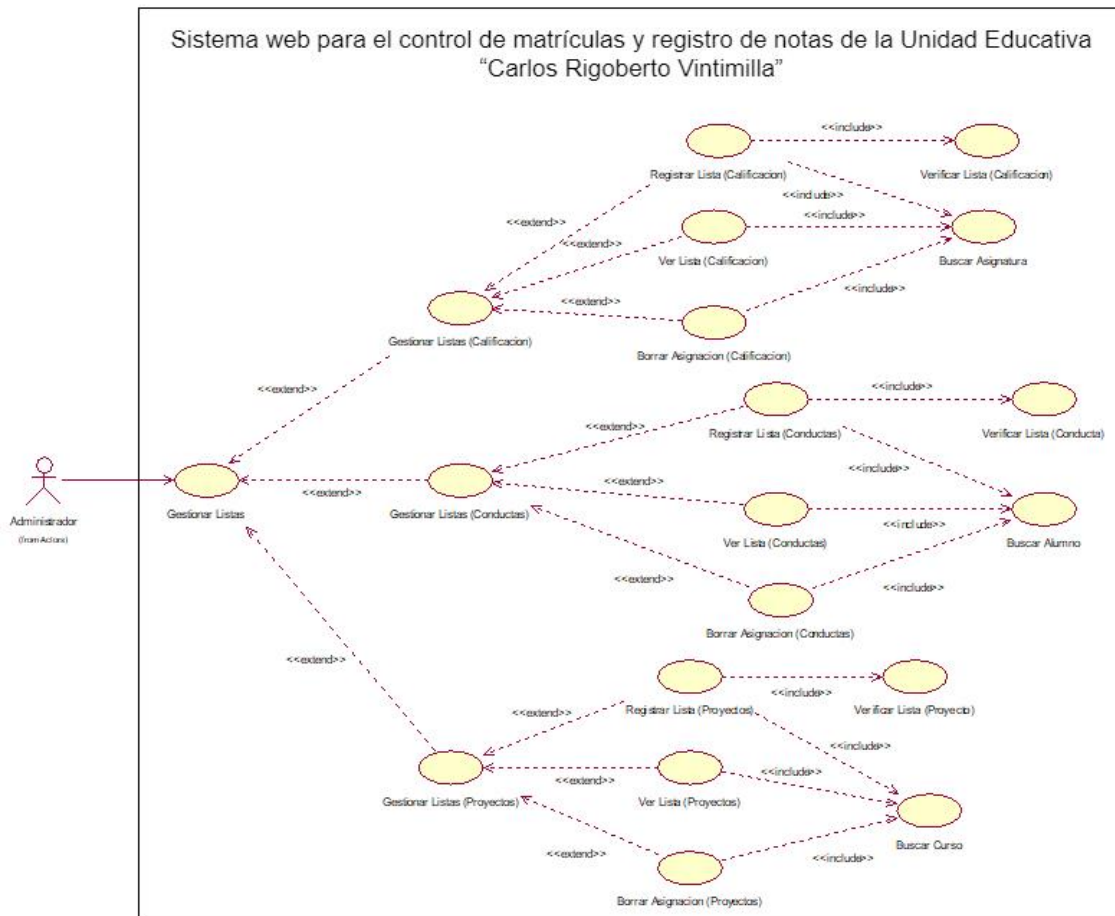 Sistema web para el control de matrículas y registro de notas de la Unidad Educativa
“Carlos Rigoberto Vintimilla”
<<include>>
Registrar Lista (Calificacion)
Verificar Lista (Calificacion)
<<include>>
<<extend>>
<<include>>
<<extend>>
Ver Lista (Calificacion)
Buscar Asignatura
<<include>>
<<extend>>
Gestionar Listas (Calificacion)
Borrar Asignacion (Calificacion)
<<extend>>
<<include>>
<<extend>>
Registrar Lista (Conductas)
Verificar Lista (Conducta)
<<include>>
<<extend>>
<<extend>>
Administrador
(from Actors)
Gestionar Listas
Gestionar Listas (Conductas)
<<include>>
Ver Lista (Conductas)
Buscar Alumno
<<extend>>
<<include>>
Borrar Asignacion (Conductas)
<<extend>>
<<include>>
Registrar Lista (Proyectos)
Verificar Lista (Proyecto)
<<extend>>
<<include>>
<<include>>
<<extend>>
Gestionar Listas (Proyectos)
Ver Lista (Proyectos)
Buscar Curso
<<extend>>
<<include>>
Borrar Asignacion (Proyectos)